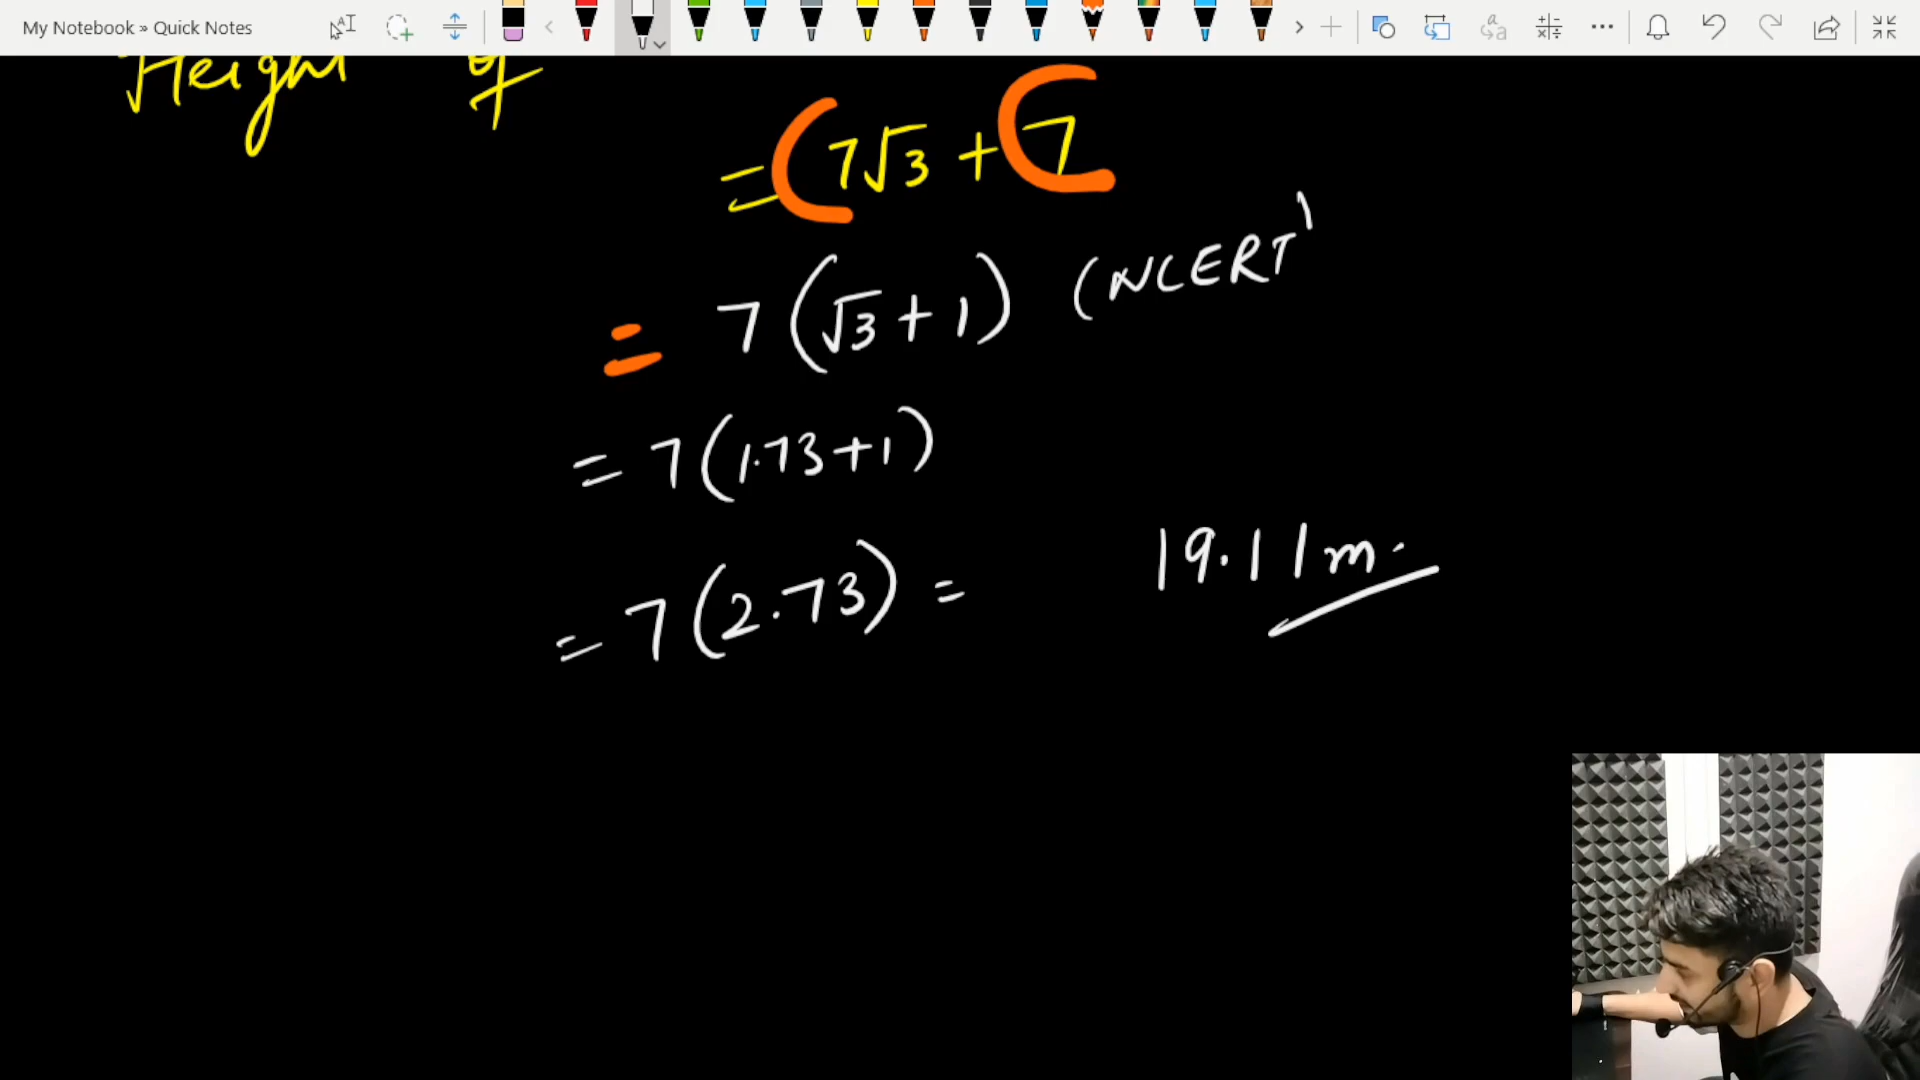 My Notebook » Quick Notes
Height of
= 7√3 + 7
= 7(√3 + 1) (NCERT)
= 7(1.73+1)
= 7(2.73) = 19.11m.